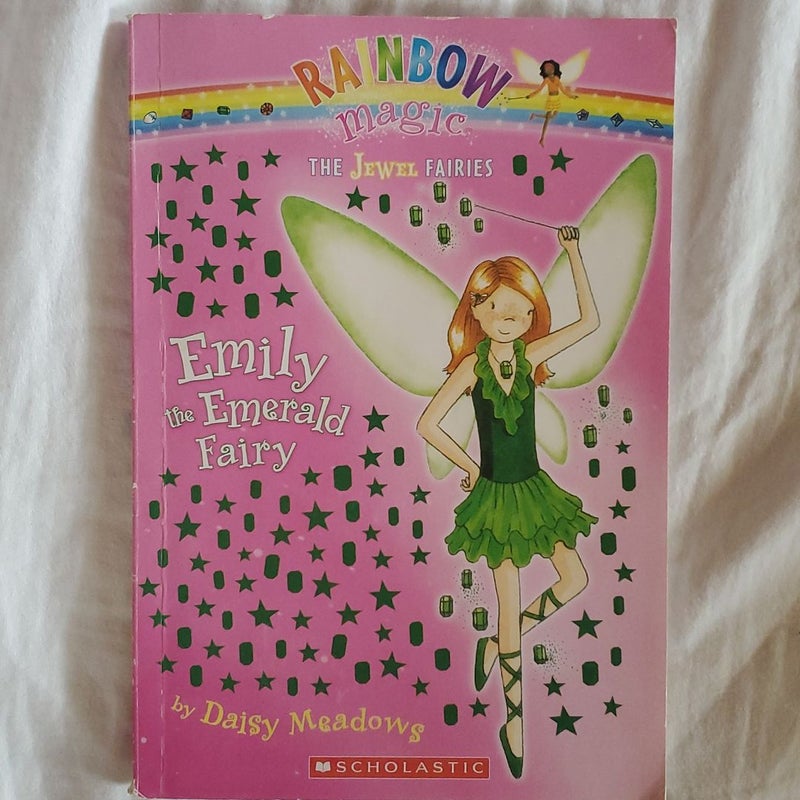 RAINBOW
magic
THE JEWEL FAIRIES
Emily
the Emerald
Fairy
by Daisy Meadows
SCHOLASTIC